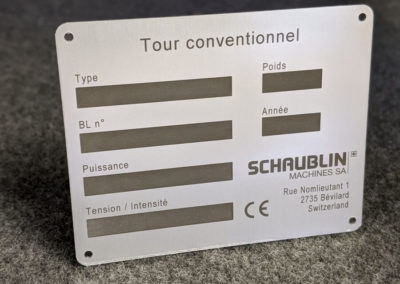 Tour conventionnel
Type
Poids
BL n°
Année
Puissance
SCHAUBLIN
MACHINES SA
Tension / Intensité
CE
Rue Nomlieutant 1
2735 Bévilard
Switzerland